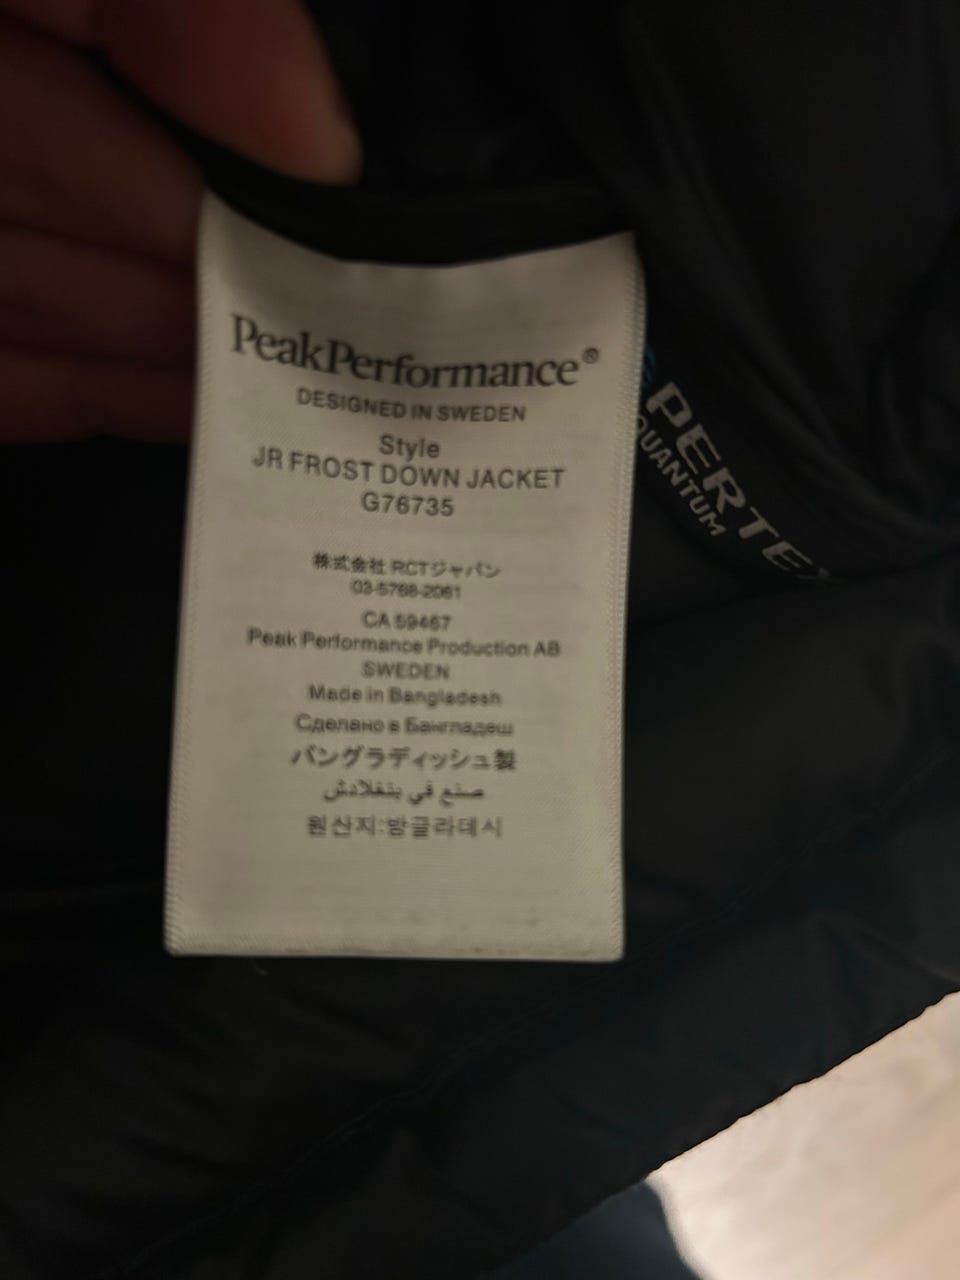 PeakPerformance®
DESIGNED IN SWEDEN
Style
JR FROST DOWN JACKET
G76735
株式会社 RCTジャパン
03-5768-2061
CA 59467
Peak Performance Production AB
SWEDEN
Made in Bangladesh
Сделано в Бангладеш
バングラディッシュ製
صنع في بنغلادش
원산지:방글라데시
PERTEX
QUANTUM